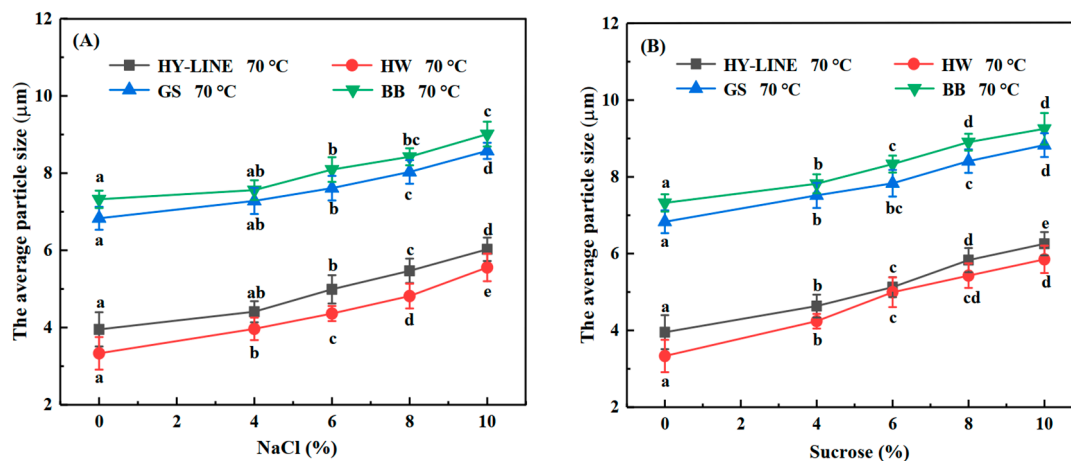 (A)
HY-LINE 70 °C HW 70 °C
GS 70 °C BB 70 °C
The average particle size (μm)
12
10
8
6
4
2
a ab b bc c
a ab b c d
a ab b c d
a b c d e
0 2 4 6 8 10
NaCl (%)
(B)
HY-LINE 70 °C HW 70 °C
GS 70 °C BB 70 °C
The average particle size (μm)
12
10
8
6
4
2
a b c d d
a b bc c d
a b c d e
a b c cd d
0 2 4 6 8 10
Sucrose (%)